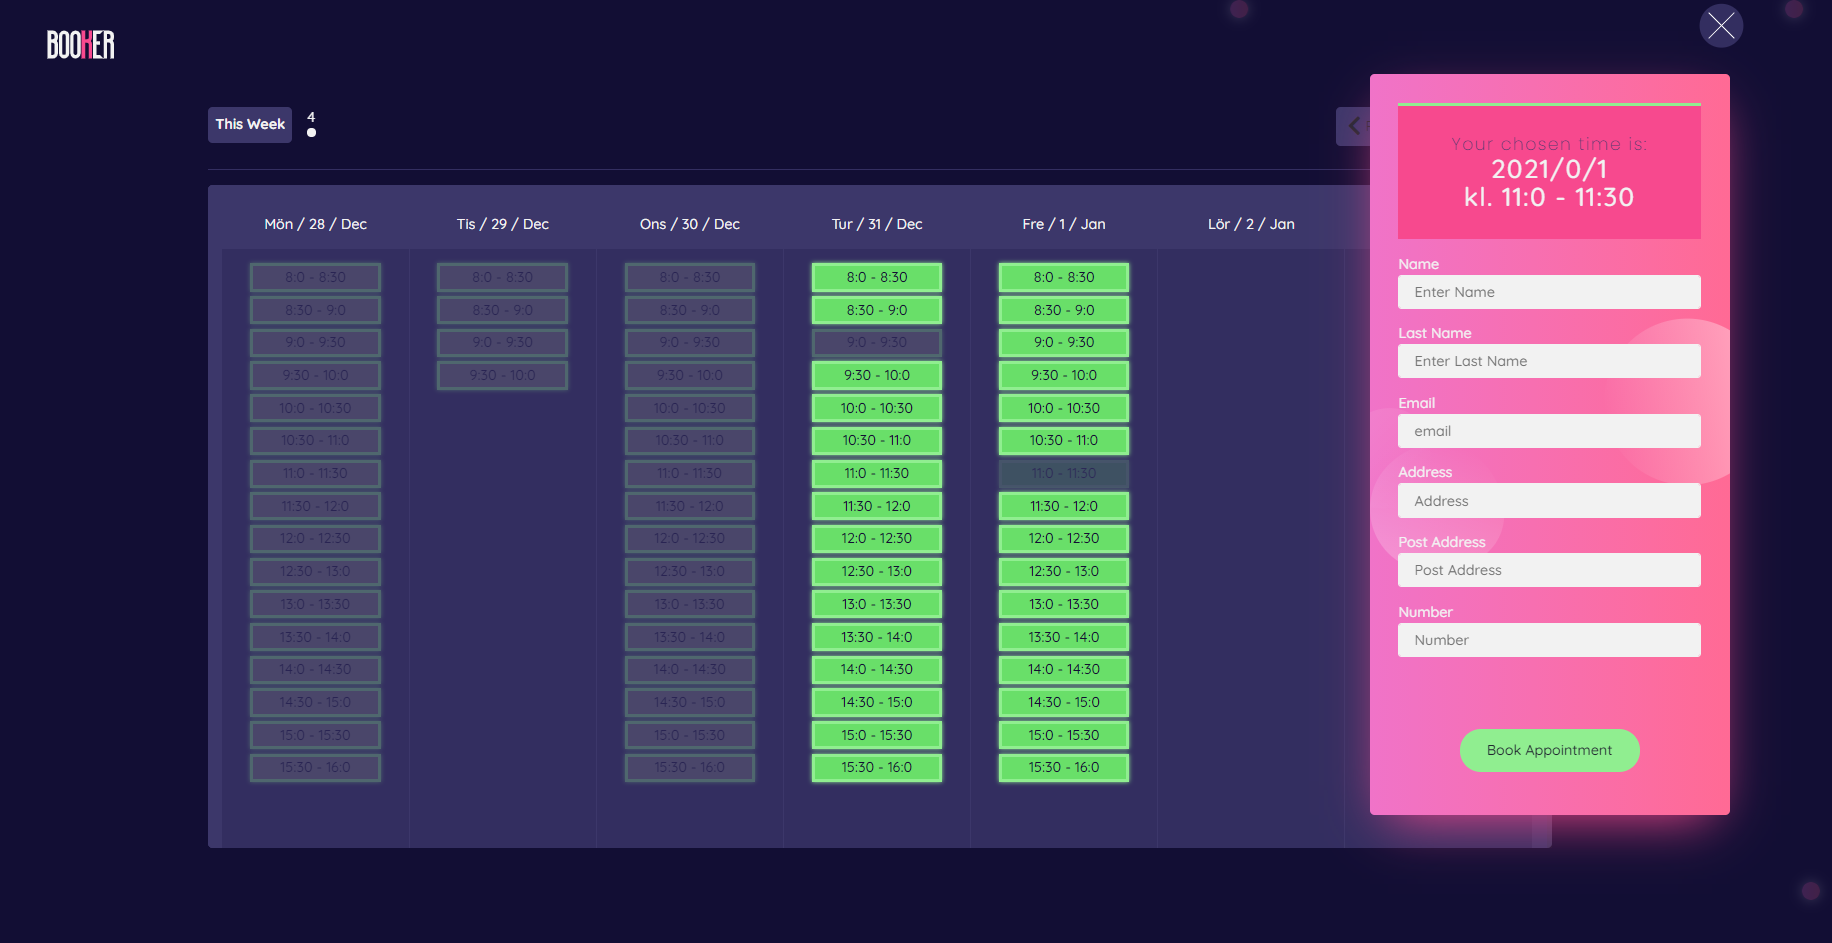 BOOKER
This Week
4
Mön / 28 / Dec
Tis / 29 / Dec
Ons / 30 / Dec
Tur / 31 / Dec
Fre / 1 / Jan
Lör / 2 / Jan
8:0 - 8:30
8:30 - 9:0
9:0 - 9:30
9:30 - 10:0
10:0 - 10:30
10:30 - 11:0
11:0 - 11:30
11:30 - 12:0
12:0 - 12:30
12:30 - 13:0
13:0 - 13:30
13:30 - 14:0
14:0 - 14:30
14:30 - 15:0
15:0 - 15:30
15:30 - 16:0
8:0 - 8:30
8:30 - 9:0
9:0 - 9:30
9:30 - 10:0
8:0 - 8:30
8:30 - 9:0
9:0 - 9:30
9:30 - 10:0
10:0 - 10:30
10:30 - 11:0
11:0 - 11:30
11:30 - 12:0
12:0 - 12:30
12:30 - 13:0
13:0 - 13:30
13:30 - 14:0
14:0 - 14:30
14:30 - 15:0
15:0 - 15:30
15:30 - 16:0
8:0 - 8:30
8:30 - 9:0
9:0 - 9:30
9:30 - 10:0
10:0 - 10:30
10:30 - 11:0
11:0 - 11:30
11:30 - 12:0
12:0 - 12:30
12:30 - 13:0
13:0 - 13:30
13:30 - 14:0
14:0 - 14:30
14:30 - 15:0
15:0 - 15:30
15:30 - 16:0
8:0 - 8:30
8:30 - 9:0
9:0 - 9:30
9:30 - 10:0
10:0 - 10:30
10:30 - 11:0
11:0 - 11:30
11:30 - 12:0
12:0 - 12:30
12:30 - 13:0
13:0 - 13:30
13:30 - 14:0
14:0 - 14:30
14:30 - 15:0
15:0 - 15:30
15:30 - 16:0
Your chosen time is:
2021/0/1
kl. 11:0 - 11:30
Name
Enter Name
Last Name
Enter Last Name
Email
email
Address
Address
Post Address
Post Address
Number
Number
Book Appointment